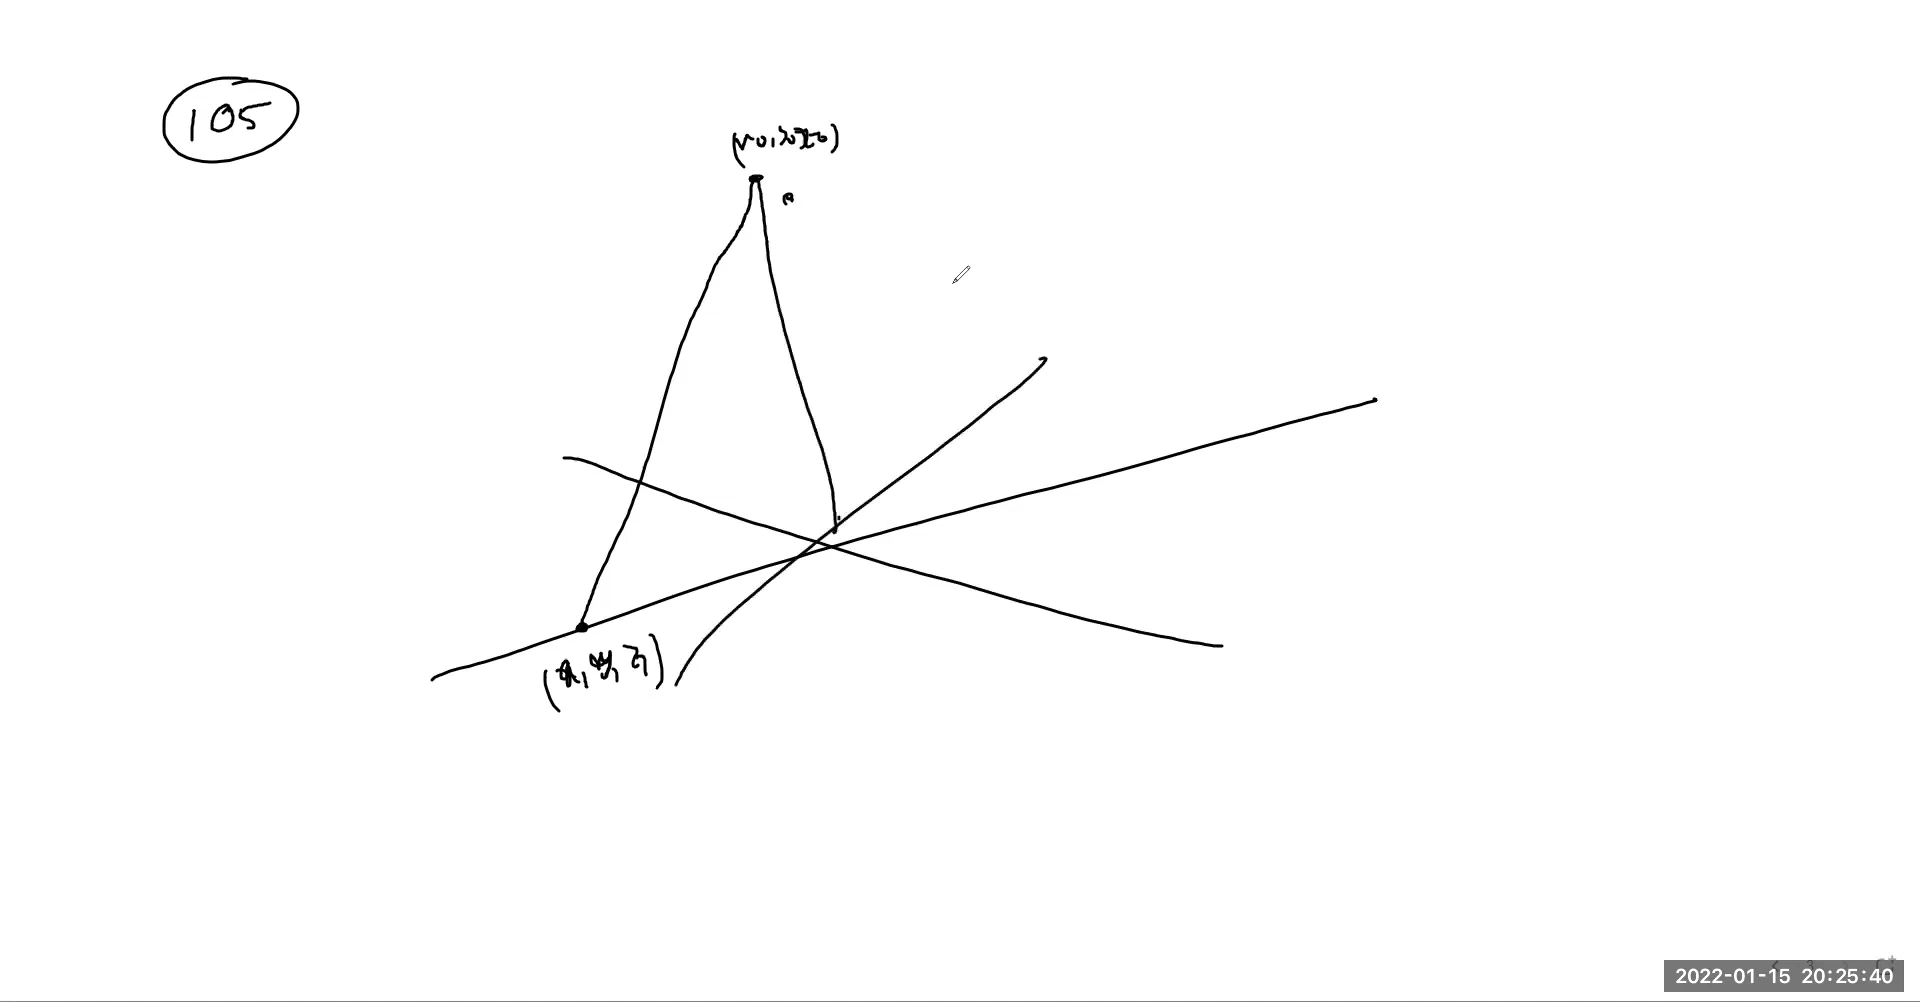 105
(x₀,y₀,z₀)
(x₁,y₁,z₁)
2022-01-15 20:25:40